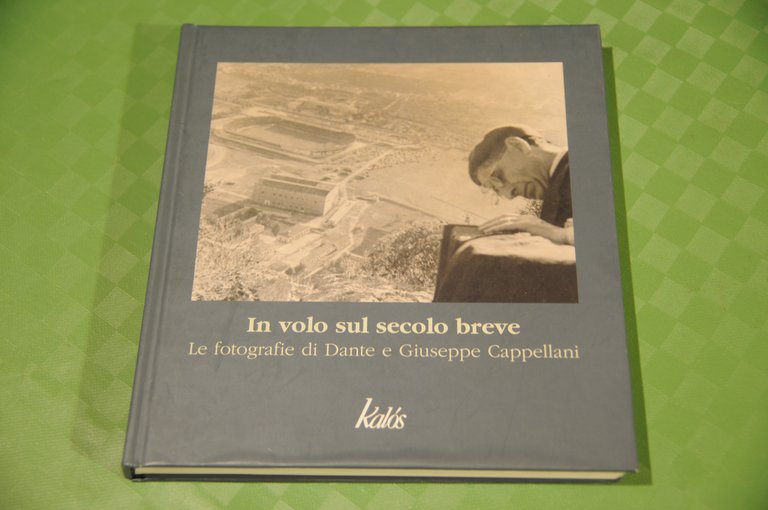 In volo sul secolo breve
Le fotografie di Dante e Giuseppe Cappellani
Kalós